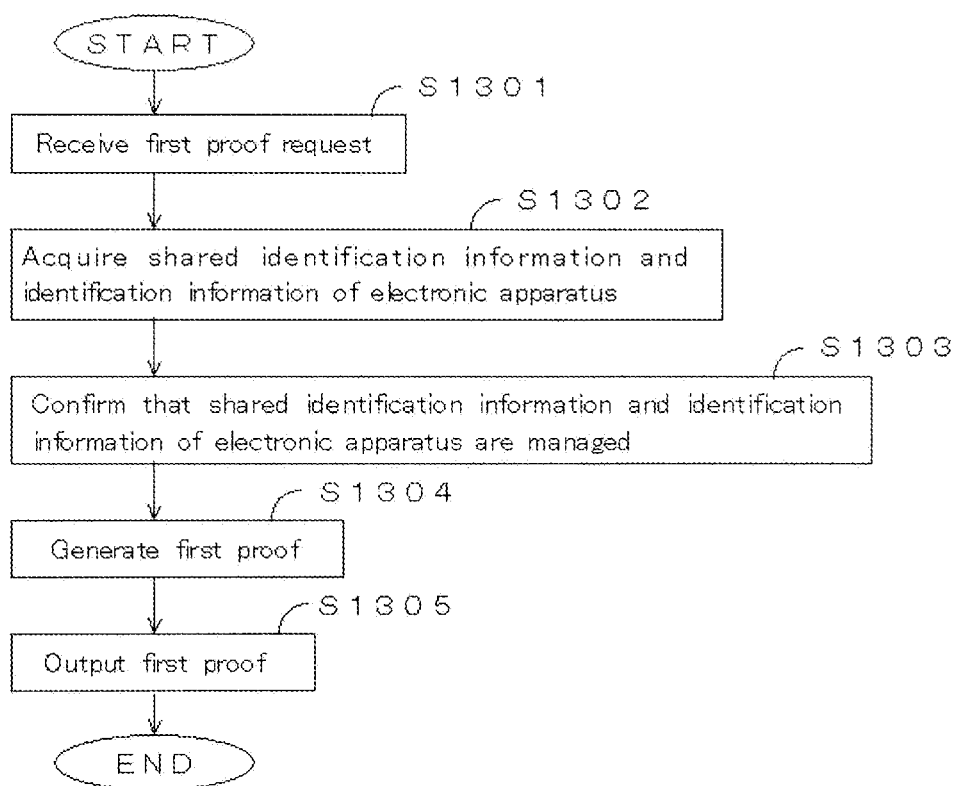 START
S1301
Receive first proof request
S1302
Acquire shared identification information and
identification information of electronic apparatus
S1303
Confirm that shared identification information and identification
information of electronic apparatus are managed
S1304
Generate first proof
S1305
Output first proof
END